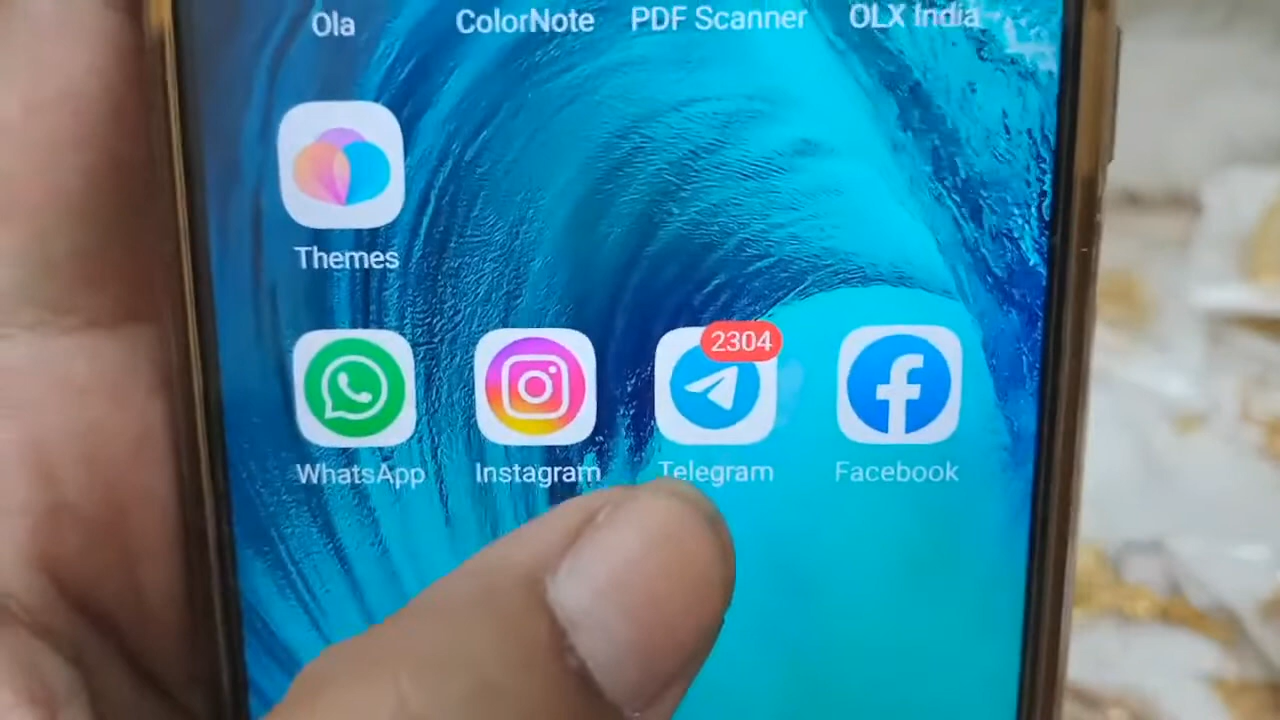 Ola ColorNote PDF Scanner OLX India
Themes
2304
WhatsApp Instagram Telegram Facebook